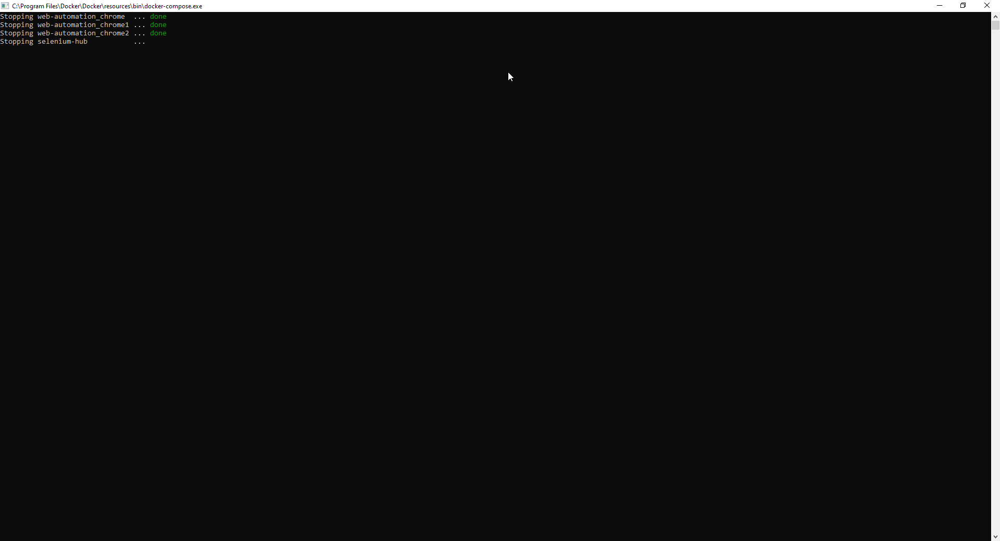 C:\Program Files\Docker\Docker\resources\bin\docker-compose.exe
Stopping web-automation_chrome  ... done
Stopping web-automation_chrome1 ... done
Stopping web-automation_chrome2 ... done
Stopping selenium-hub           ...